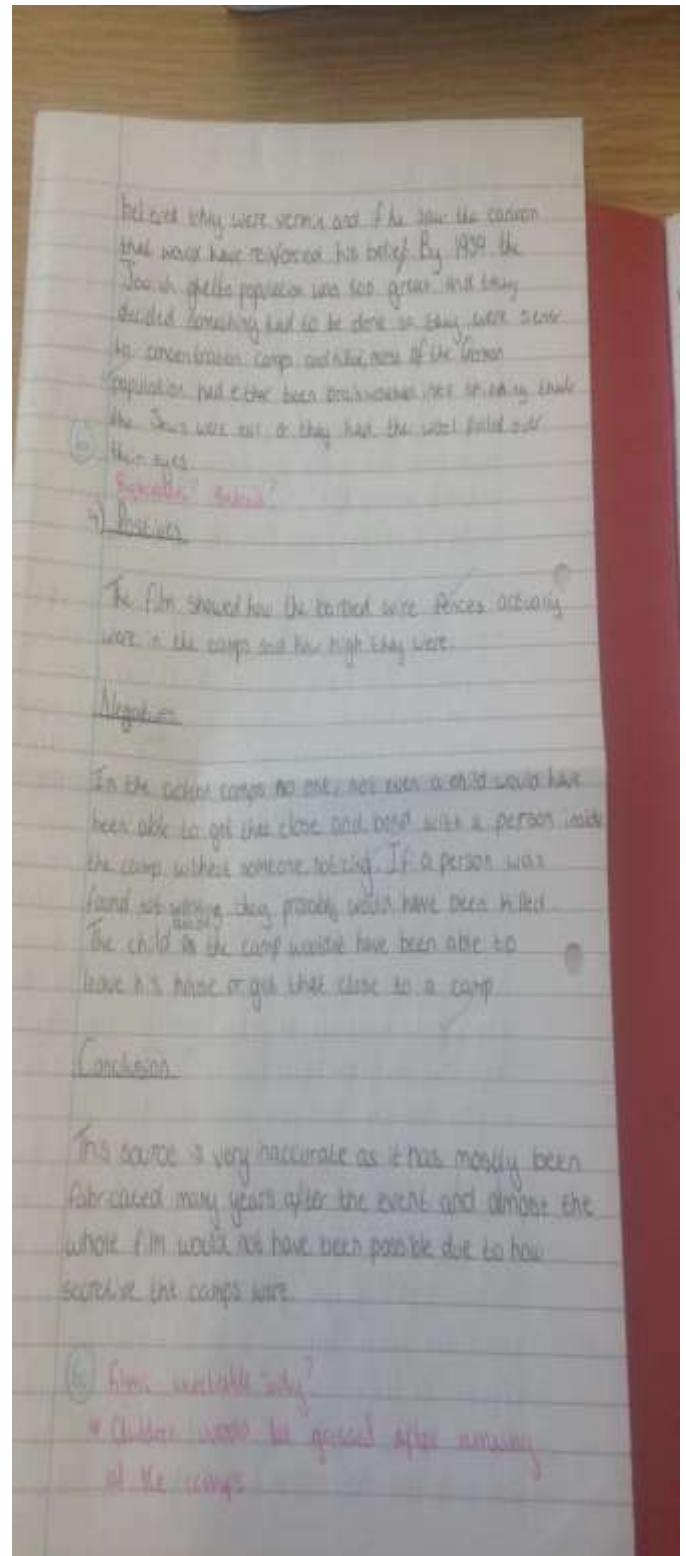 believed they were vermin and if he saw the cartoon
that would have reinforced his belief. By 1939 the
Jewish ghetto population was too great and they
decided something had to be done so they were sent
to concentration camps and killed, most of the German
population had either been brainwashed into thinking that
the Jews were evil or they had the wool pulled over
their eyes.
4) Positives
The film showed how the barbed wire fences actually
were in the camps and how high they were.
Negatives
In the actual camps no one, not even a child would have
been able to get that close and bond with a person inside
the camp without someone noticing. If a person was
found not working they probably would have been killed.
The child the camp wouldnt have been able to
leave his house or get that close to a camp.
Conclusion
This source is very inaccurate as it has mostly been
fabricated many years after the event and almost the
whole film would not have been possible due to how
secretive the camps were.
Film unreliable why?
* Children would be gassed after arriving
at the camps